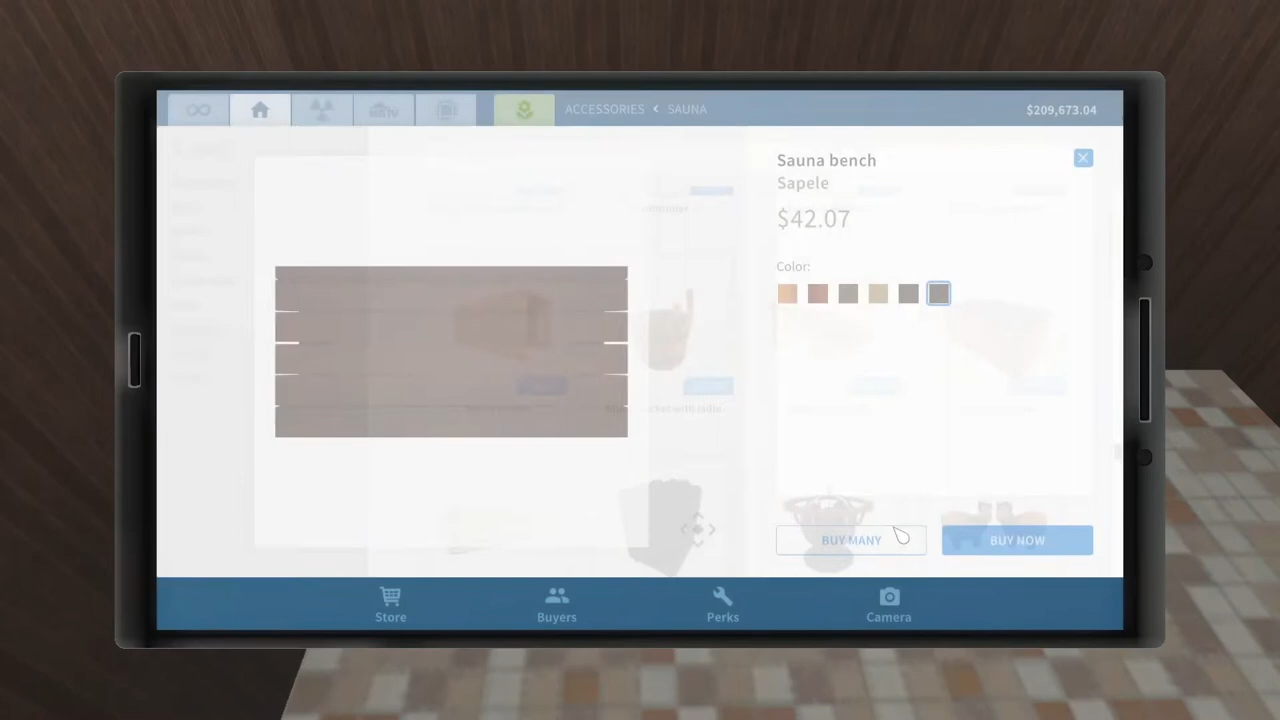 ACCESSORIES < SAUNA
$209,673.04
Sauna bench
Sapele
$42.07
Color:
BUY MANY
BUY NOW
Store
Buyers
Perks
Camera